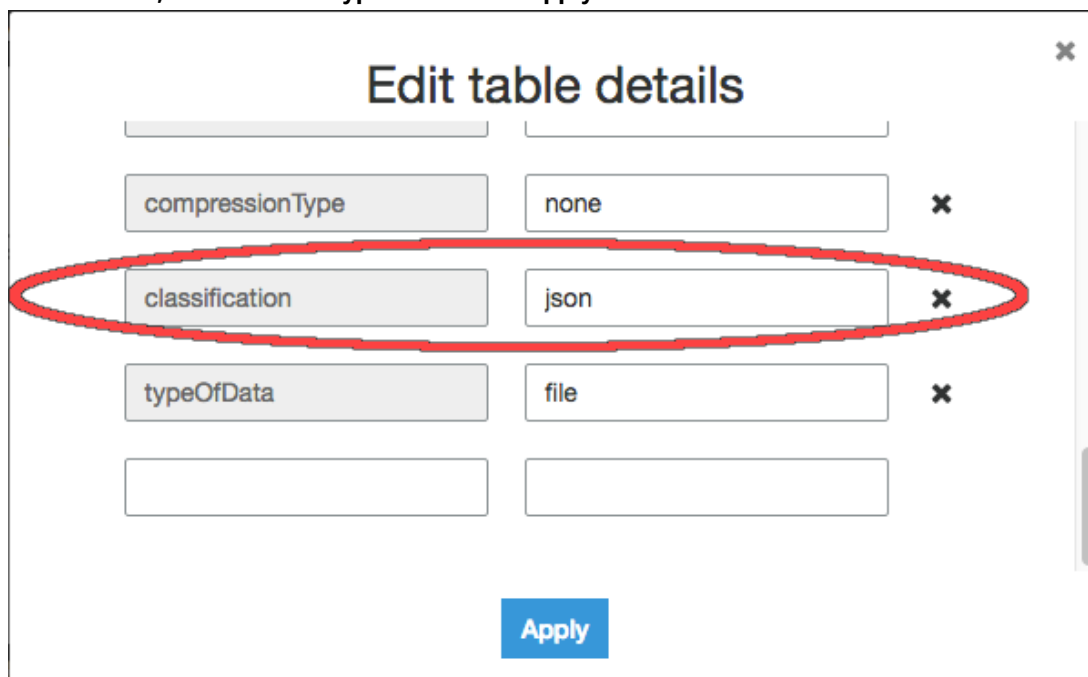 Edit table details
compressionType none
classification json
typeOfData file
Apply